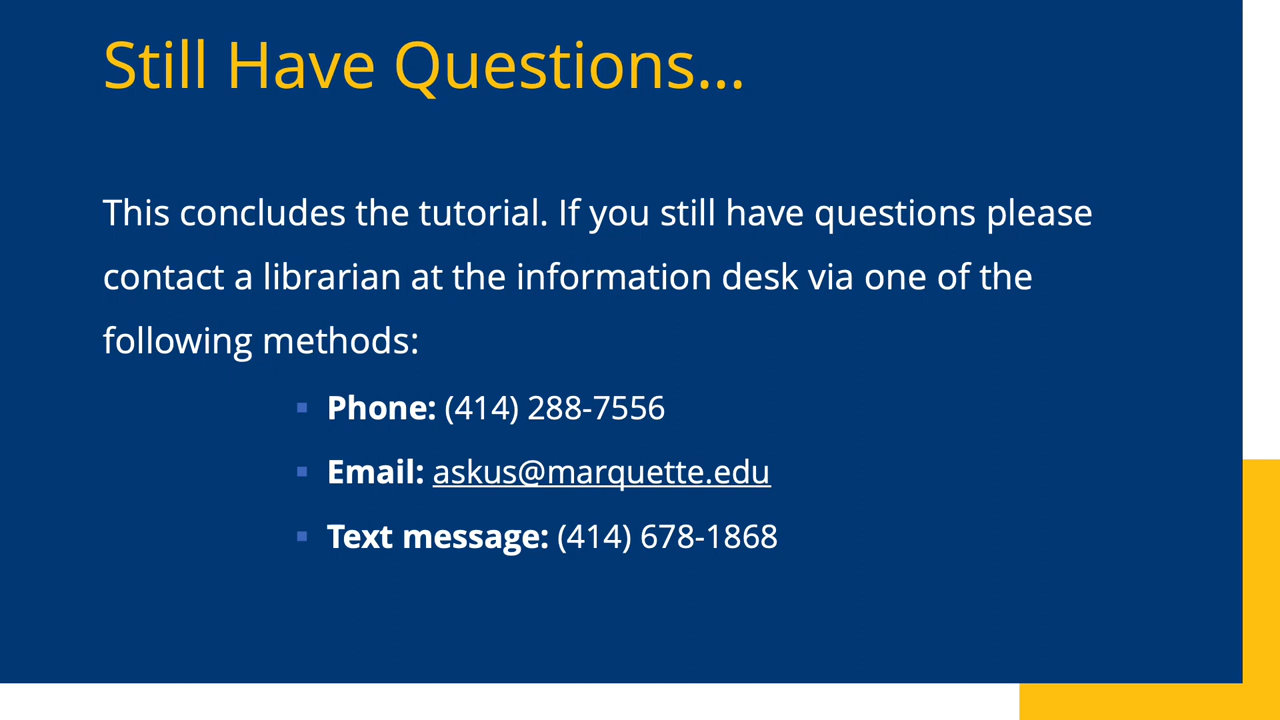 Still Have Questions...
This concludes the tutorial. If you still have questions please
contact a librarian at the information desk via one of the
following methods:
▪ Phone: (414) 288-7556
▪ Email: askus@marquette.edu
▪ Text message: (414) 678-1868